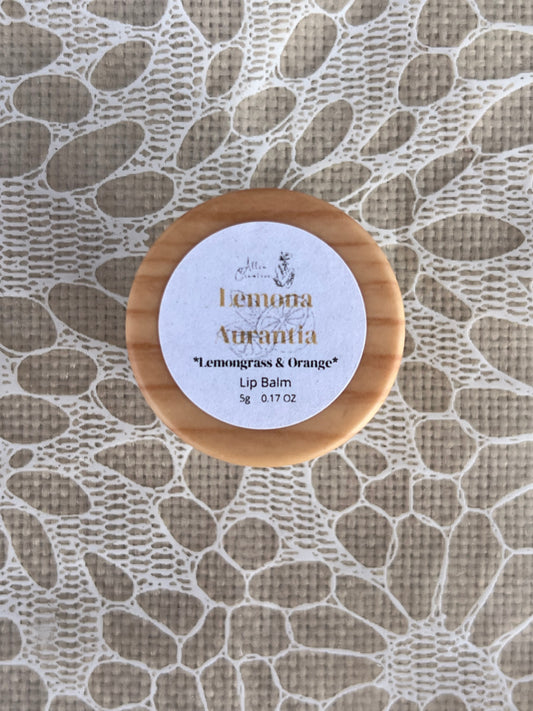 Lemona
Aurantia
*Lemongrass & Orange*
Lip Balm
5g 0.17 OZ